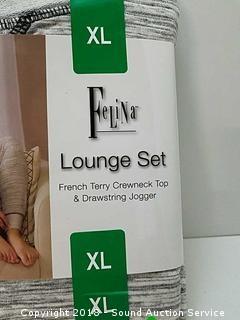 XL
FeLiNa
Lounge Set
French Terry Crewneck Top
& Drawstring Jogger
XL
XL
Copyright 2018 - Sound Auction Service